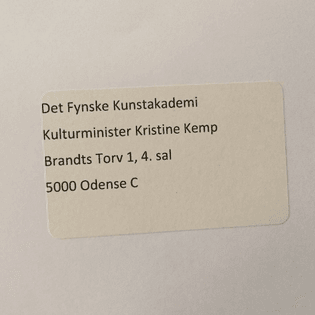 Det Fynske Kunstakademi
Kulturminister Kristine Kemp
Brandts Torv 1, 4. sal
5000 Odense C